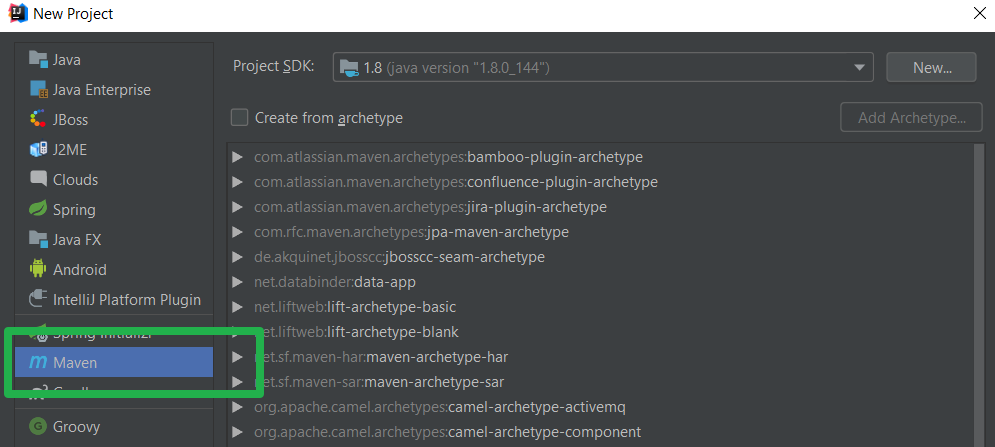 New Project
Java
Java Enterprise
JBoss
J2ME
Clouds
Spring
Java FX
Android
IntelliJ Platform Plugin
Spring Initializr
Maven
Groovy
Project SDK: 1.8 (java version "1.8.0_144") New...
Create from archetype Add Archetype...
com.atlassian.maven.archetypes:bamboo-plugin-archetype
com.atlassian.maven.archetypes:confluence-plugin-archetype
com.atlassian.maven.archetypes:jira-plugin-archetype
com.rfc.maven.archetypes:jpa-maven-archetype
de.akquinet.jbosscc:jbosscc-seam-archetype
net.databinder:data-app
net.liftweb:lift-archetype-basic
net.liftweb:lift-archetype-blank
net.sf.maven-har:maven-archetype-har
net.sf.maven-sar:maven-archetype-sar
org.apache.camel.archetypes:camel-archetype-activemq
org.apache.camel.archetypes:camel-archetype-component